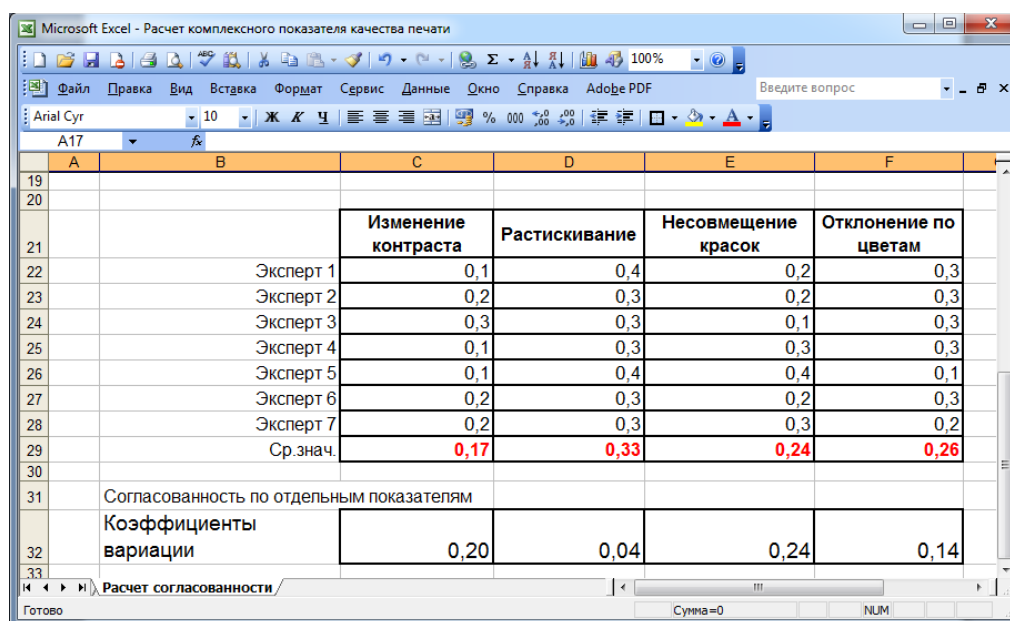 Microsoft Excel - Расчет комплексного показателя качества печати
100%
Файл Правка Вид Вставка Формат Сервис Данные Окно Справка Adobe PDF Введите вопрос
Arial Cyr 10 Ж К Ч % 000
A17 fx
A B C D E F
19
20
21 Изменение контраста Растискивание Несовмещение красок Отклонение по цветам
22 Эксперт 1 0,1 0,4 0,2 0,3
23 Эксперт 2 0,2 0,3 0,2 0,3
24 Эксперт 3 0,3 0,3 0,1 0,3
25 Эксперт 4 0,1 0,3 0,3 0,3
26 Эксперт 5 0,1 0,4 0,4 0,1
27 Эксперт 6 0,2 0,3 0,2 0,3
28 Эксперт 7 0,2 0,3 0,3 0,2
29 Ср.знач. 0,17 0,33 0,24 0,26
30
31 Согласованность по отдельным показателям
32 Коэффициенты вариации 0,20 0,04 0,24 0,14
33
Расчет согласованности
Готово Сумма=0 NUM